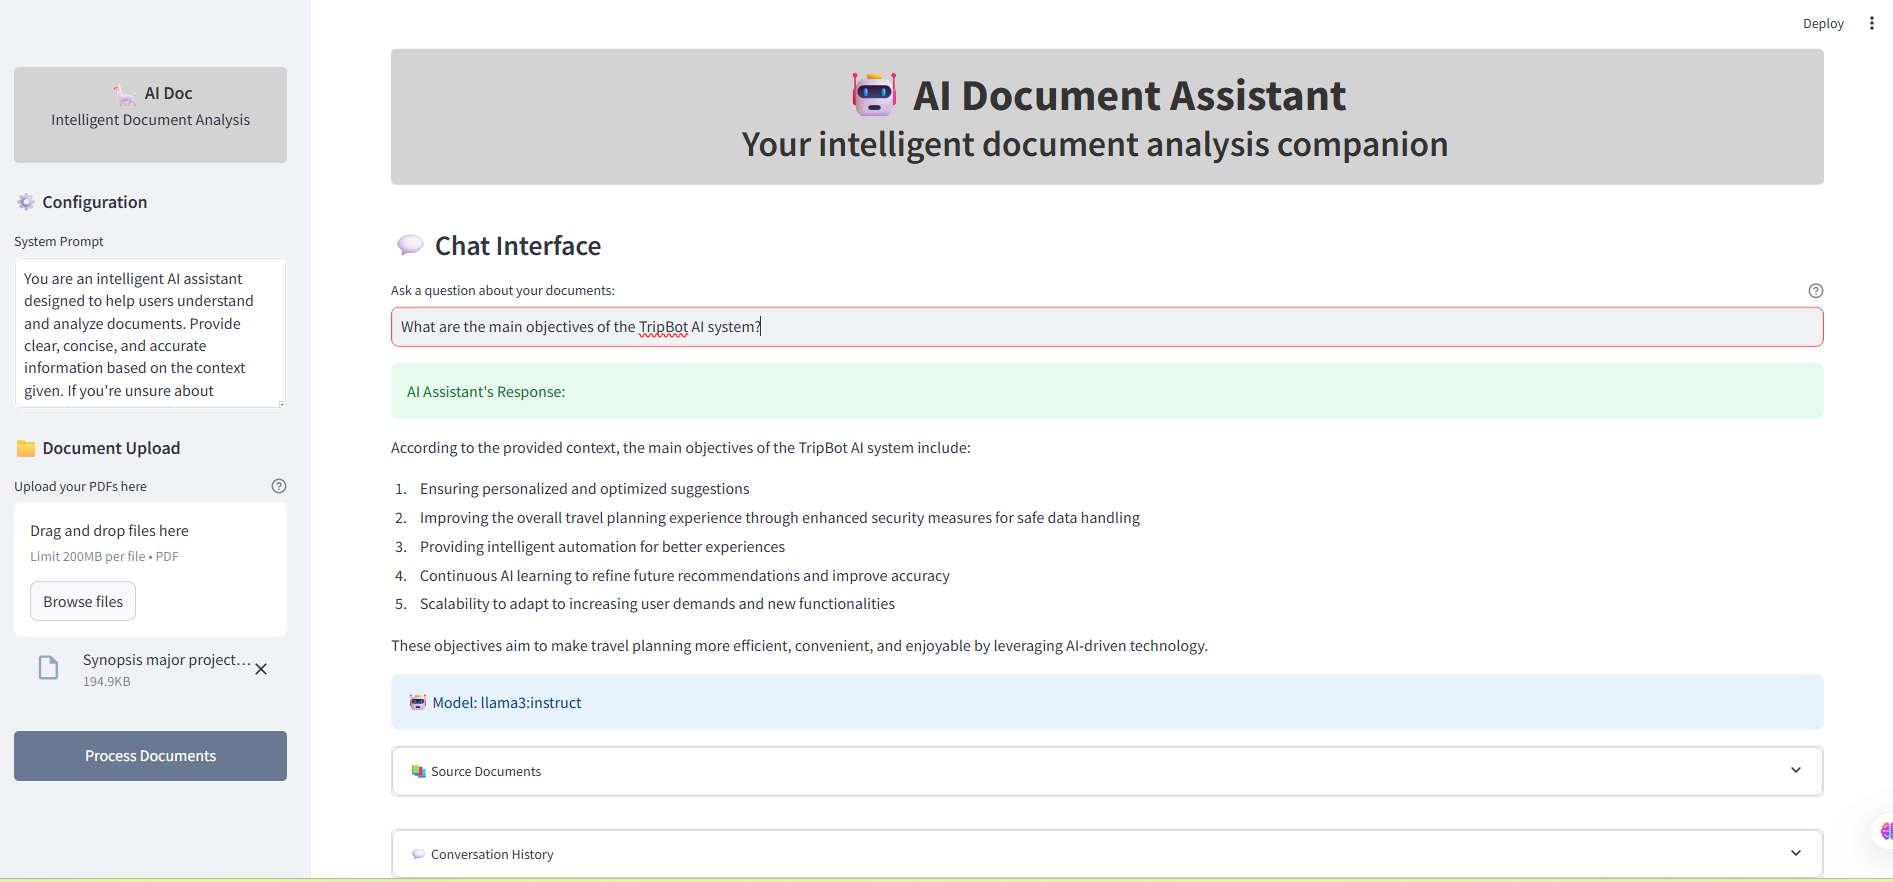 Deploy
AI Doc
Intelligent Document Analysis
Configuration
System Prompt
You are an intelligent AI assistant
designed to help users understand
and analyze documents. Provide
clear, concise, and accurate
information based on the context
given. If you're unsure about
Document Upload
Upload your PDFs here
Drag and drop files here
Limit 200MB per file • PDF
Browse files
Synopsis major project...
194.9KB
Process Documents
AI Document Assistant
Your intelligent document analysis companion
Chat Interface
Ask a question about your documents:
What are the main objectives of the TripBot AI system?
AI Assistant's Response:
According to the provided context, the main objectives of the TripBot AI system include:
1. Ensuring personalized and optimized suggestions
2. Improving the overall travel planning experience through enhanced security measures for safe data handling
3. Providing intelligent automation for better experiences
4. Continuous AI learning to refine future recommendations and improve accuracy
5. Scalability to adapt to increasing user demands and new functionalities
These objectives aim to make travel planning more efficient, convenient, and enjoyable by leveraging AI-driven technology.
Model: llama3:instruct
Source Documents
Conversation History